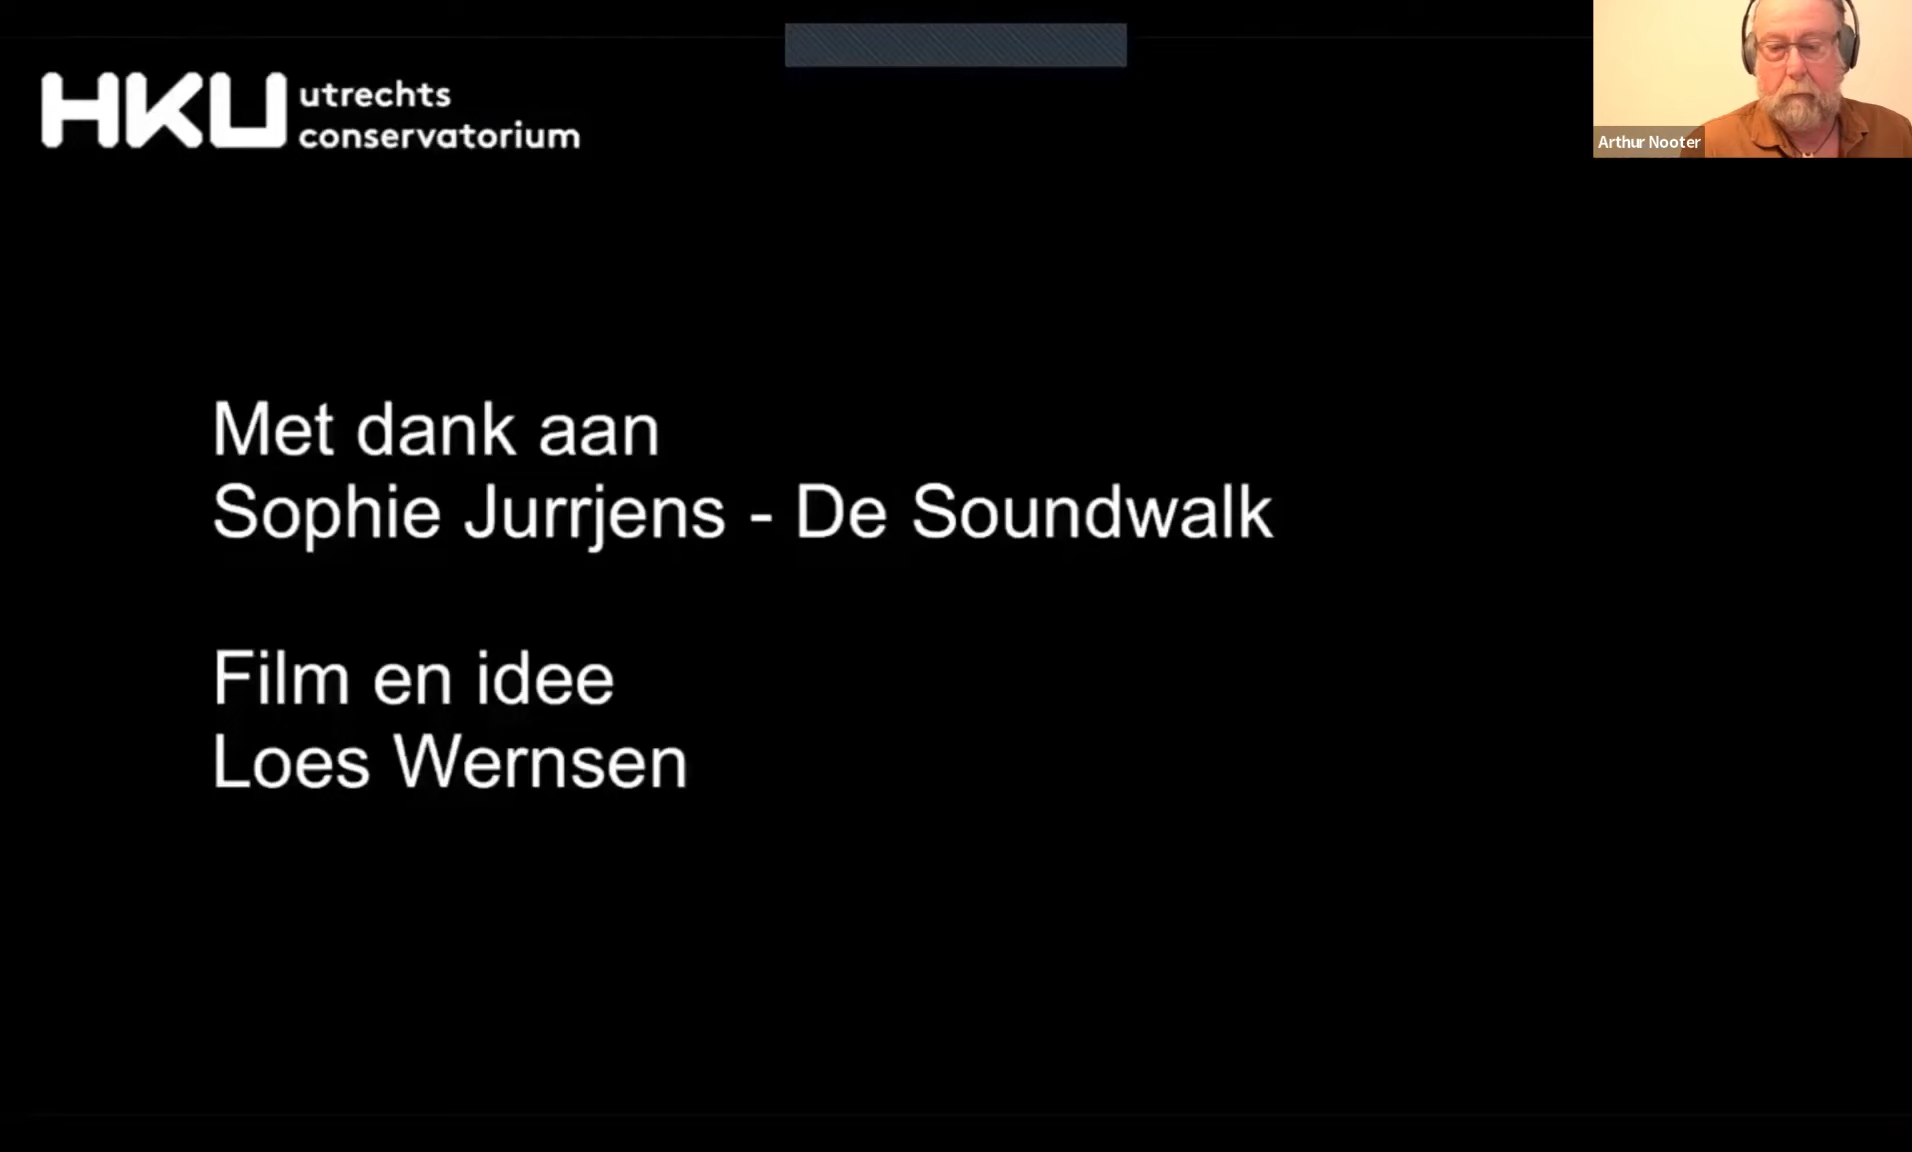 HKU utrechts
conservatorium
Arthur Nooter
Met dank aan
Sophie Jurrjens - De Soundwalk
Film en idee
Loes Wernsen